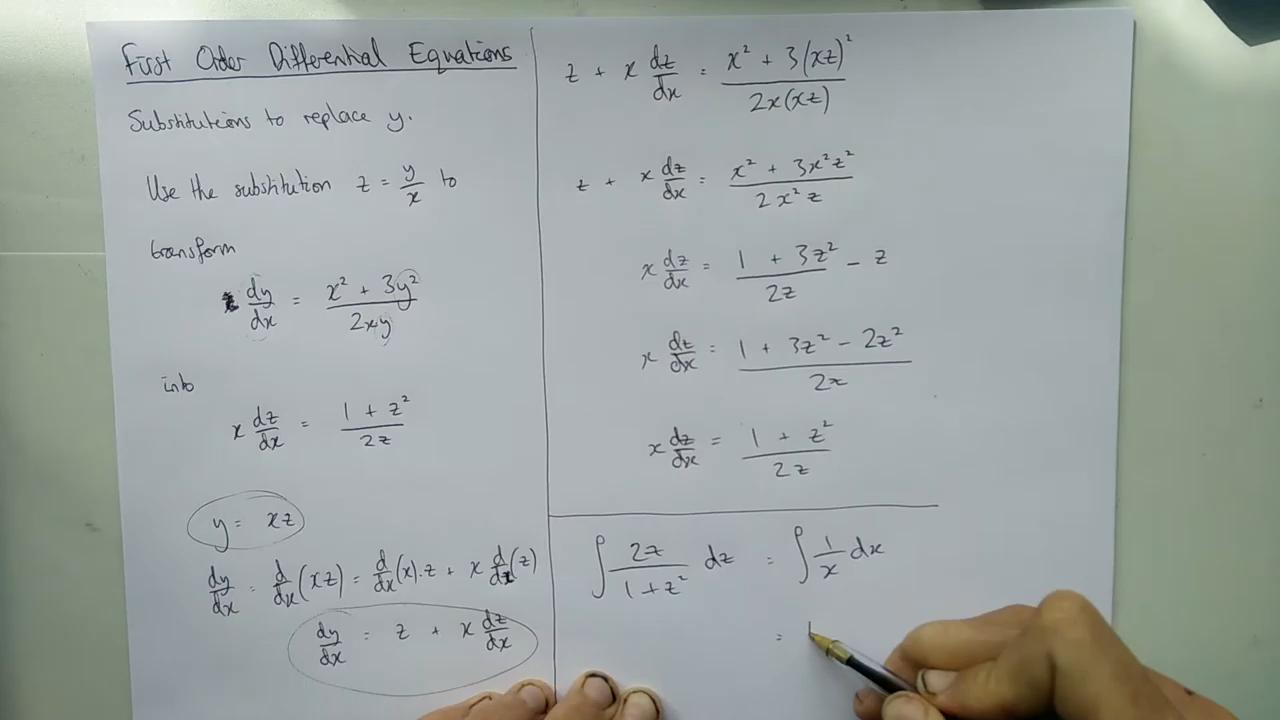 First Order Differential Equations
Substitutions to replace y.
Use the substitution z = y/x to
transform
dy/dx = (x² + 3y²)/(2xy)
into
x dz/dx = (1 + z²)/(2z)
y = xz
dy/dx = d/dx (xz) = d/dx (x).z + x d/dx (z)
dy/dx = z + x dz/dx
z + x dz/dx = (x² + 3(xz)²)/(2x(xz))
z + x dz/dx = (x² + 3x²z²)/(2x²z)
x dz/dx = (1 + 3z²)/(2z) - z
x dz/dx = (1 + 3z² - 2z²)/(2z)
x dz/dx = (1 + z²)/(2z)
∫ 2z/(1+z²) dz = ∫ 1/x dx
=